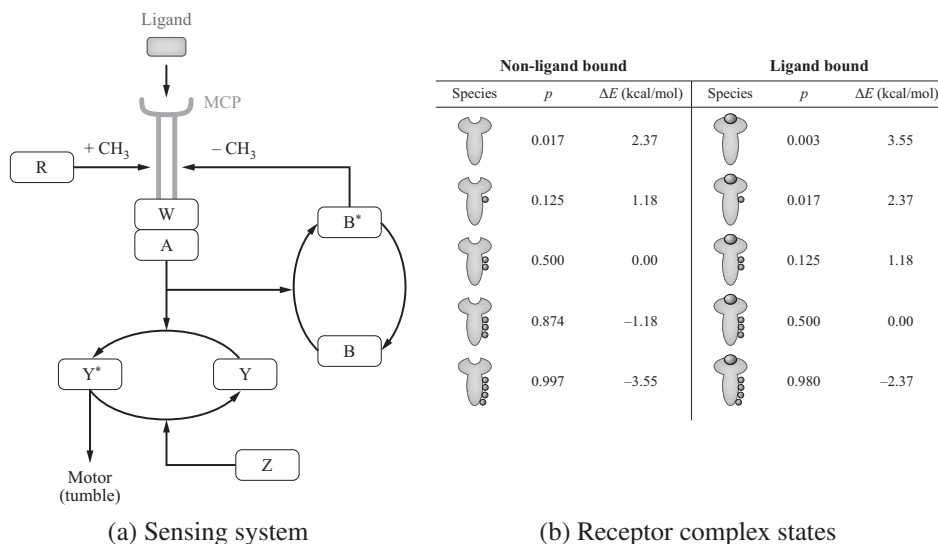 Ligand
MCP
+ CH3
– CH3
R
W
A
B*
B
Y*
Y
Z
Motor
(tumble)
(a) Sensing system
Non-ligand bound Ligand bound
Species p ΔE (kcal/mol) Species p ΔE (kcal/mol)
0.017 2.37 0.003 3.55
0.125 1.18 0.017 2.37
0.500 0.00 0.125 1.18
0.874 –1.18 0.500 0.00
0.997 –3.55 0.980 –2.37
(b) Receptor complex states